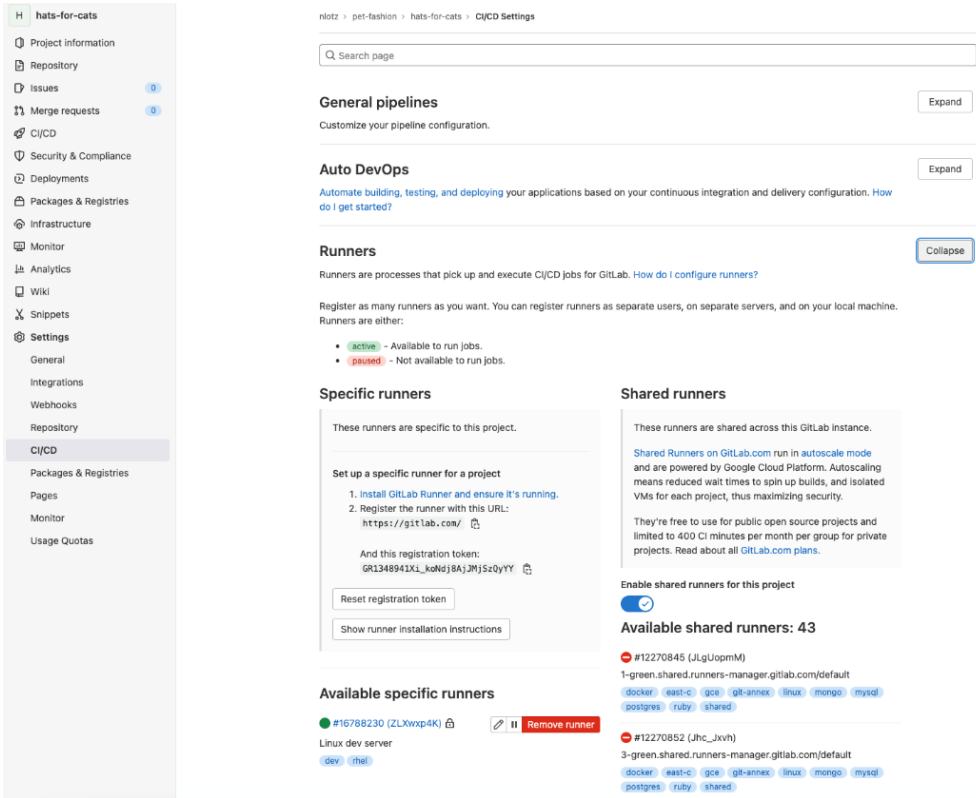 H hats-for-cats
Project information
Repository
Issues 0
Merge requests 0
CI/CD
Security & Compliance
Deployments
Packages & Registries
Infrastructure
Monitor
Analytics
Wiki
Snippets
Settings
General
Integrations
Webhooks
Repository
CI/CD
Packages & Registries
Pages
Monitor
Usage Quotas
nlotz > pet-fashion > hats-for-cats > CI/CD Settings
Search page
General pipelines
Expand
Customize your pipeline configuration.
Auto DevOps
Expand
Automate building, testing, and deploying your applications based on your continuous integration and delivery configuration. How
do I get started?
Runners
Collapse
Runners are processes that pick up and execute CI/CD jobs for GitLab. How do I configure runners?
Register as many runners as you want. You can register runners as separate users, on separate servers, and on your local machine.
Runners are either:
• active - Available to run jobs.
• paused - Not available to run jobs.
Specific runners
These runners are specific to this project.
Set up a specific runner for a project
1. Install GitLab Runner and ensure it's running.
2. Register the runner with this URL:
https://gitlab.com/
And this registration token:
GR1348941Xi_koNdj8AjJMjSzQyYY
Reset registration token
Show runner installation instructions
Available specific runners
#16788230 (ZLXwxp4K)
Remove runner
Linux dev server
dev rhel
Shared runners
These runners are shared across this GitLab instance.
Shared Runners on GitLab.com run in autoscale mode
and are powered by Google Cloud Platform. Autoscaling
means reduced wait times to spin up builds, and isolated
VMs for each project, thus maximizing security.
They're free to use for public open source projects and
limited to 400 CI minutes per month per group for private
projects. Read about all GitLab.com plans.
Enable shared runners for this project
Available shared runners: 43
#12270845 (JLgUopmM)
1-green.shared.runners-manager.gitlab.com/default
docker east-c gce git-annex linux mongo mysql
postgres ruby shared
#12270852 (Jhc_Jxvh)
3-green.shared.runners-manager.gitlab.com/default
docker east-c gce git-annex linux mongo mysql
postgres ruby shared